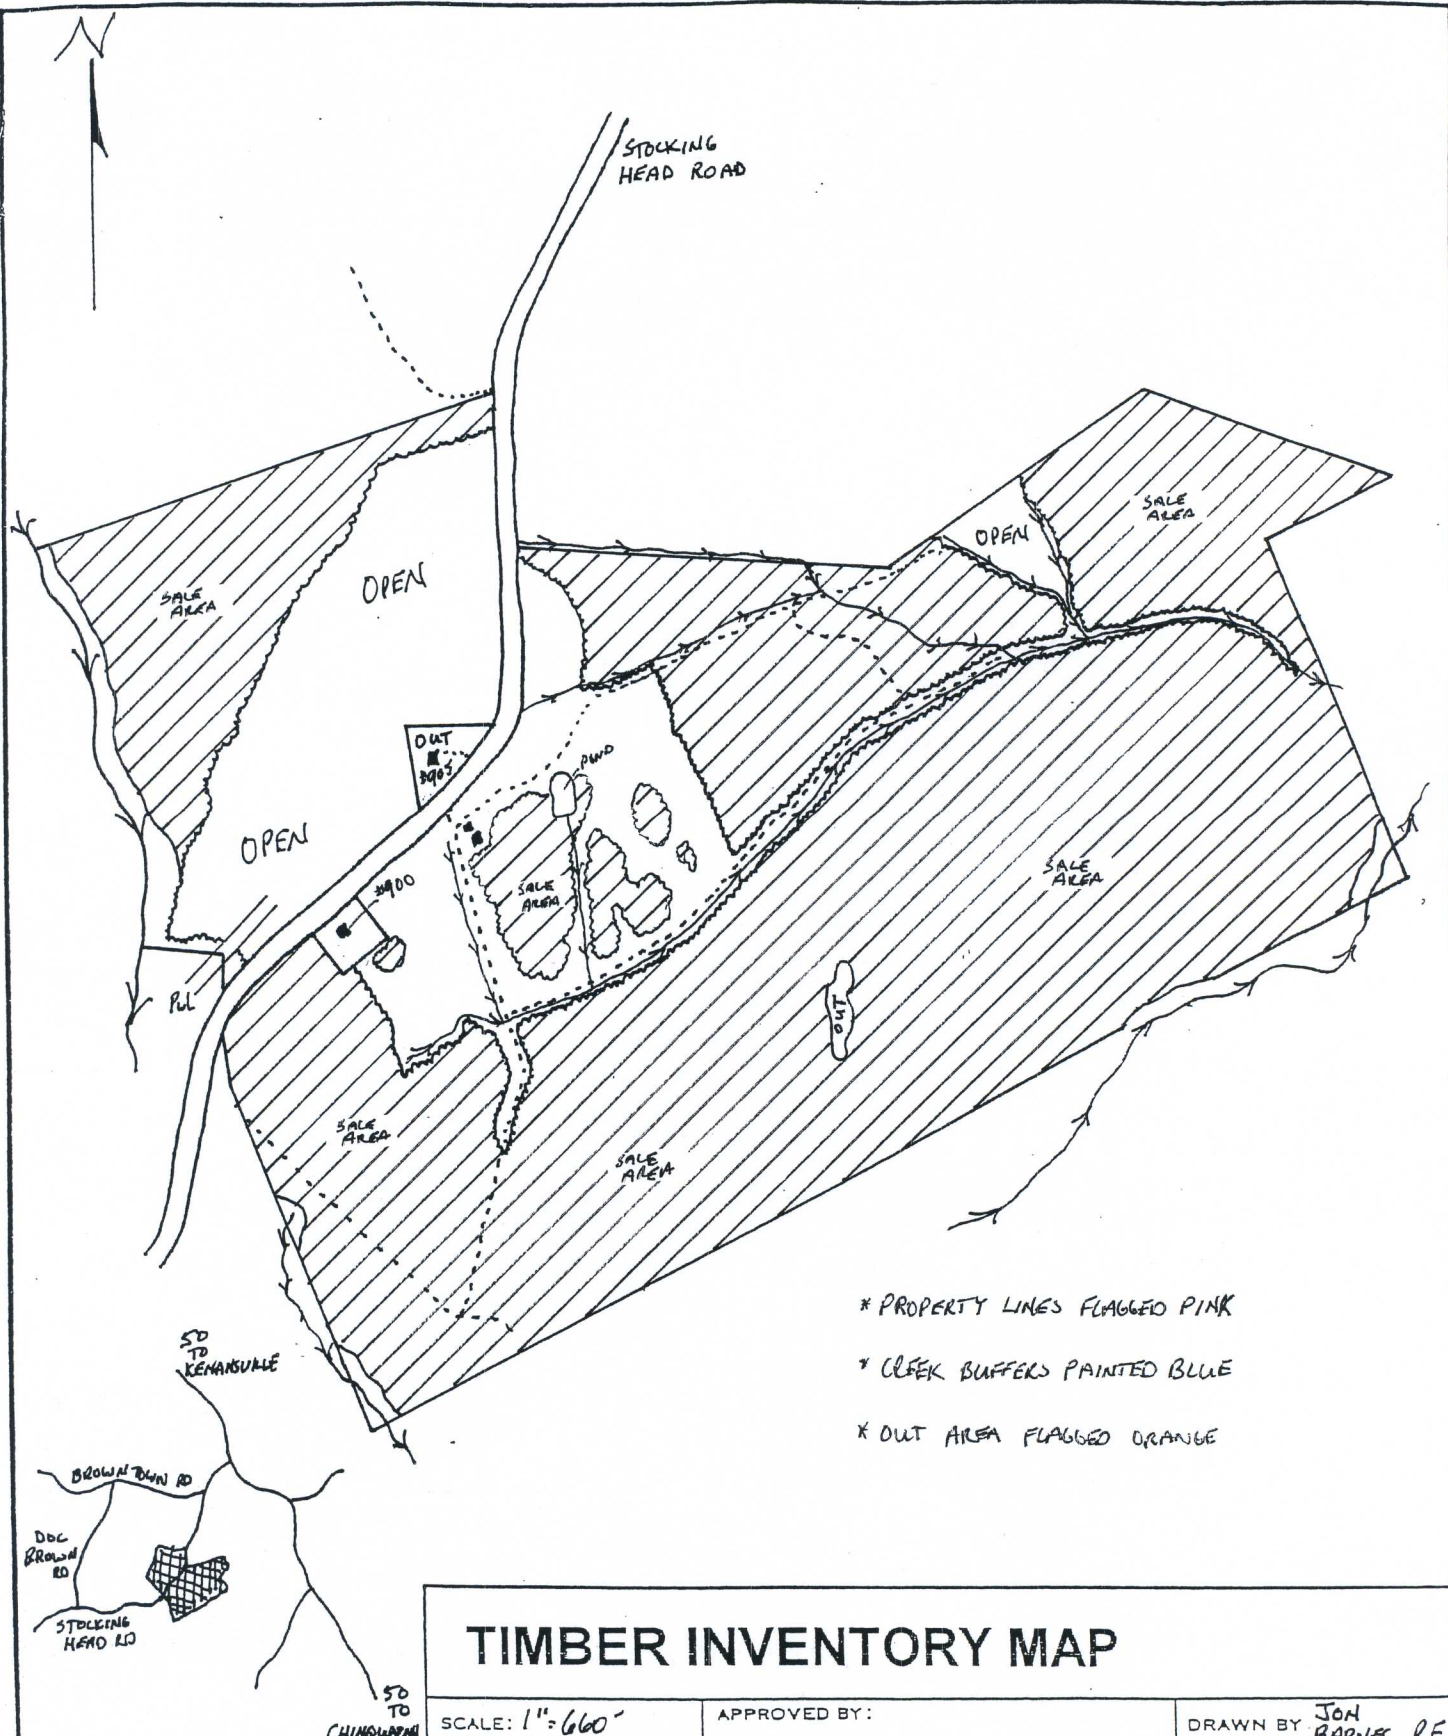 N
STOCKING
HEAD ROAD
SALE
AREA
OPEN
SALE
AREA
OPEN
OUT
POND
OPEN
SALE
AREA
SALE
AREA
#900
OUT
SALE
AREA
SALE
AREA
* PROPERTY LINES FLAGGED PINK
* CREEK BUFFERS PAINTED BLUE
* OUT AREA FLAGGED ORANGE
50
TO
KENANSVILLE
BROWNTOWN RD
DOC
BROWN
RD
STOCKING
HEAD RD
50
TO
TIMBER INVENTORY MAP
SCALE: 1"=660'
APPROVED BY:
DRAWN BY JON